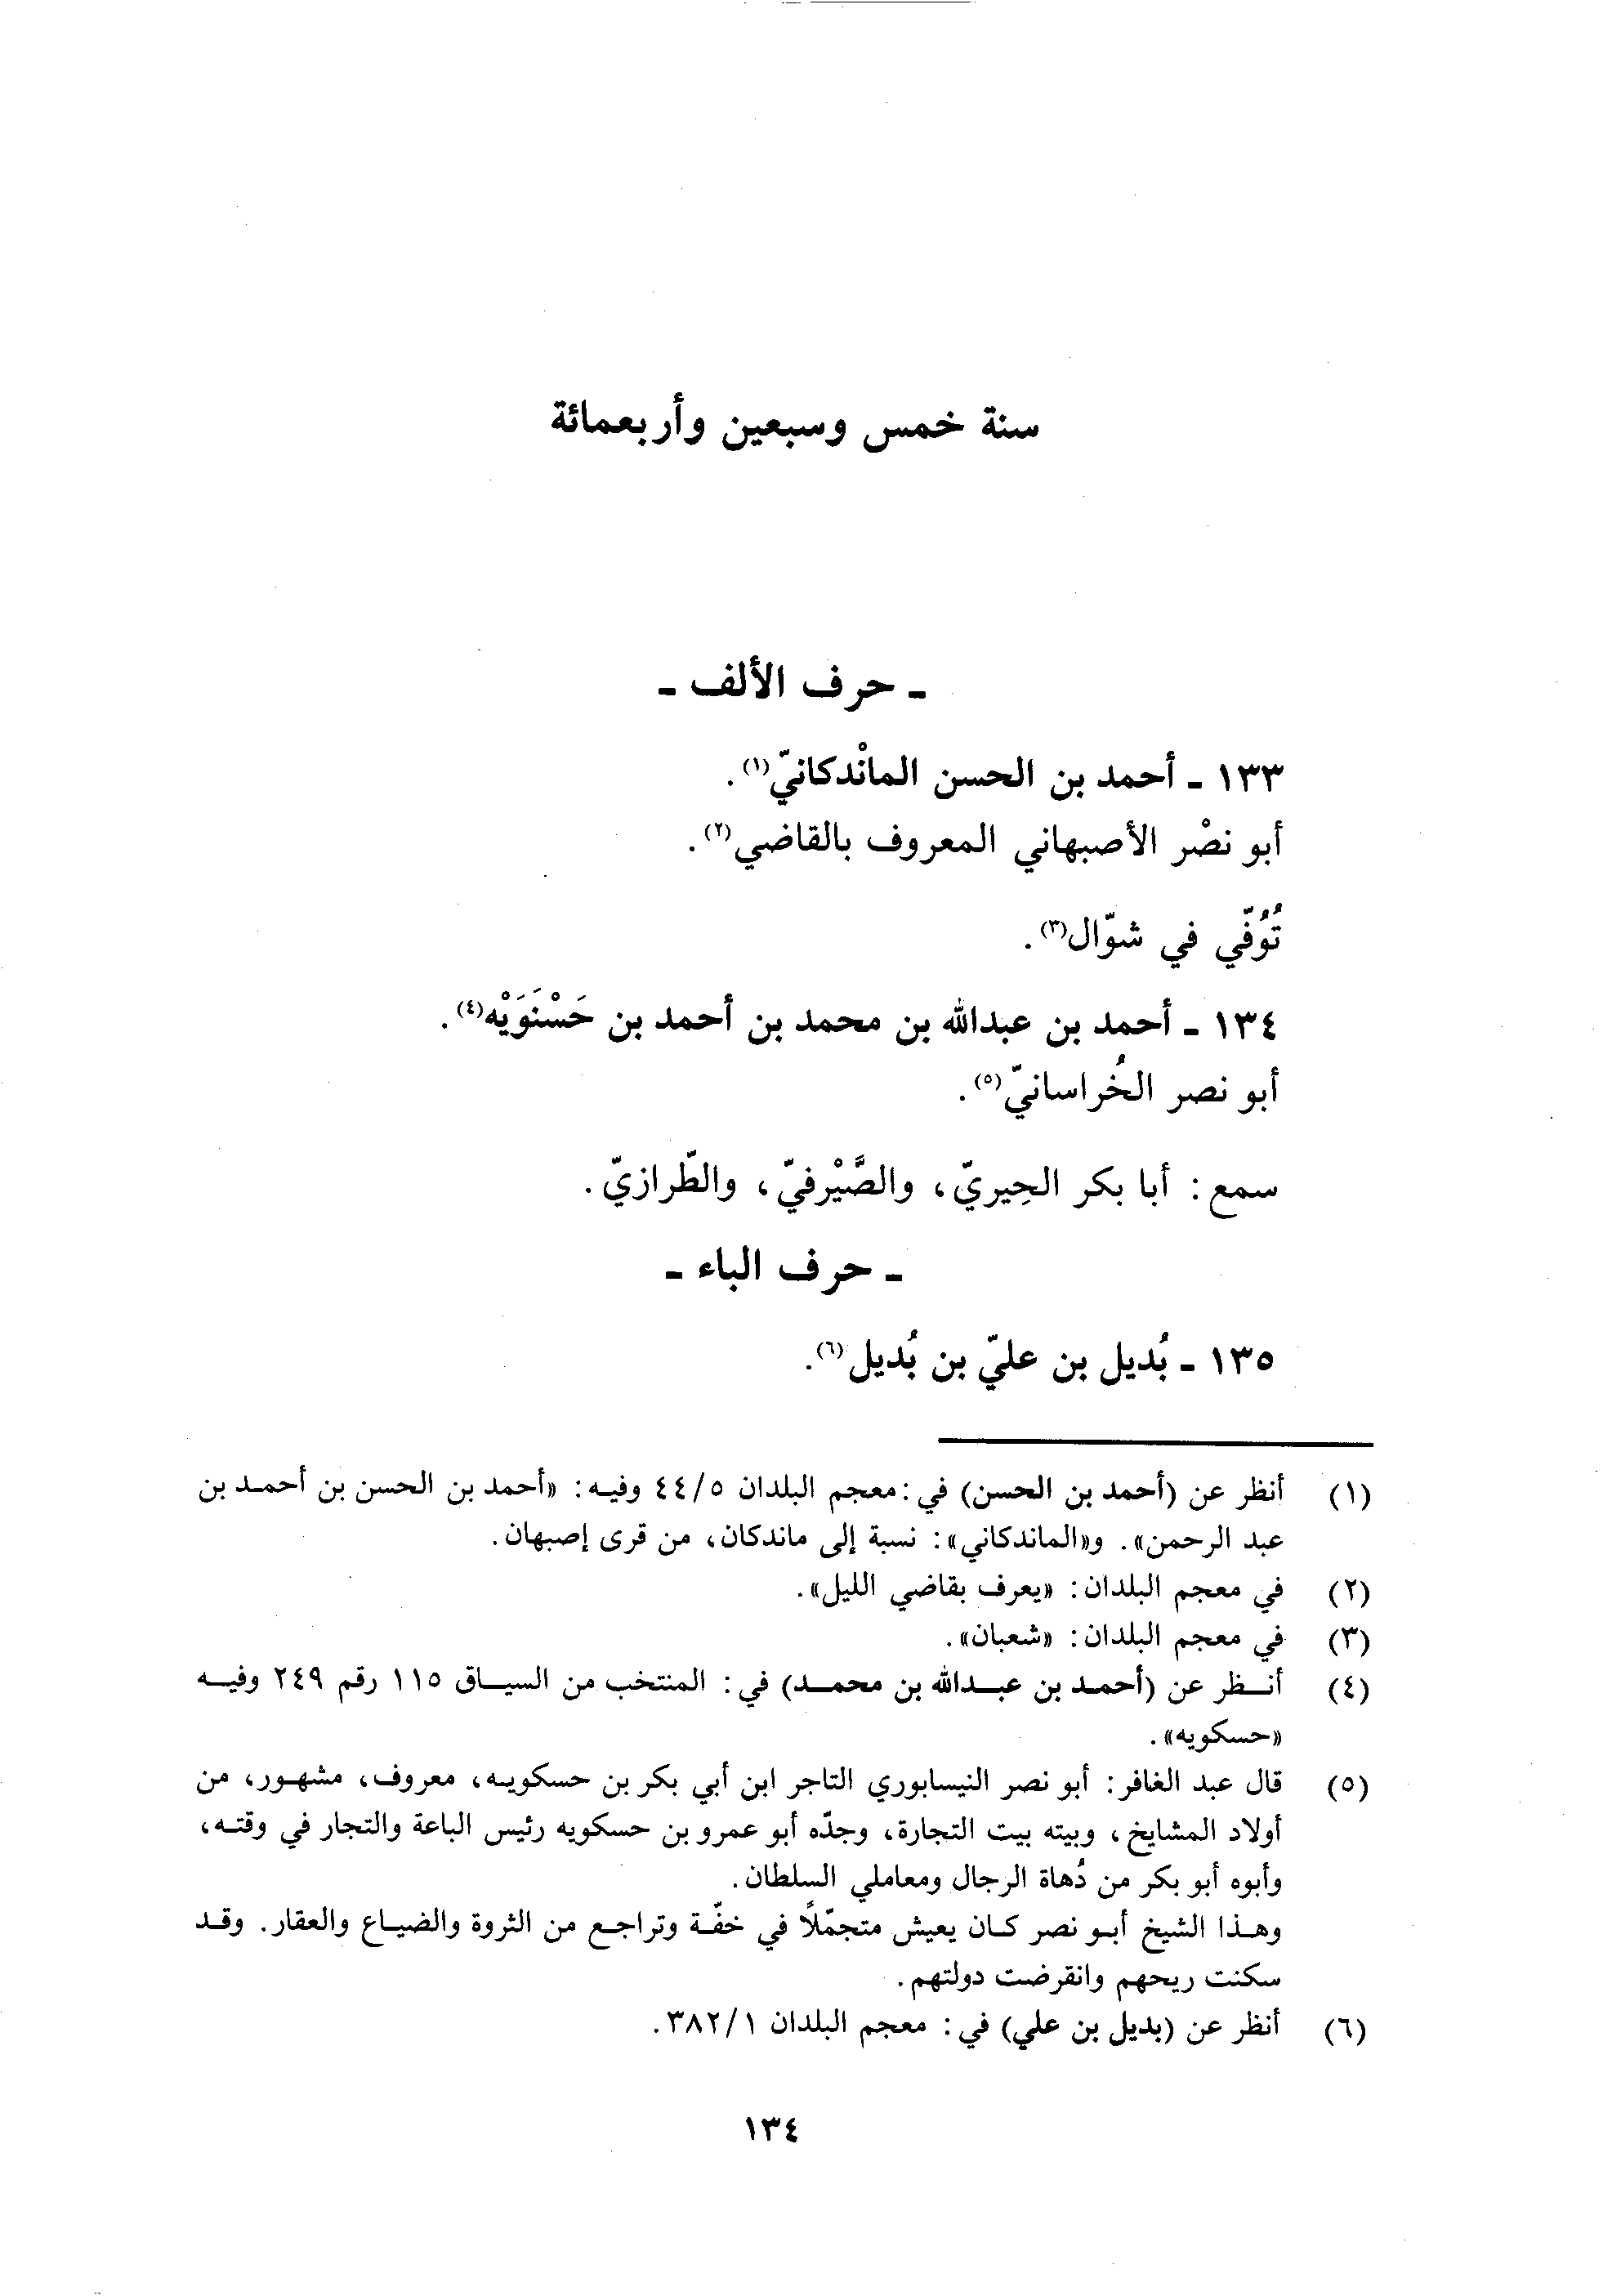 سنة خمس وسبعين وأربعمائة
ـ حرف الألف ـ
١٣٣ ـ أحمد بن الحسن المانْدكانيّ(١).
أبو نصْر الأصبهاني المعروف بالقاضي(٢).
تُوُفّي في شوّال(٣).
١٣٤ ـ أحمد بن عبدالله بن محمد بن أحمد بن حَسْنَوَيْه(٤).
أبو نصر الخُراسانيّ(٥).
سمع: أبا بكر الحِيريّ، والصَّيْرفيّ، والطّرازيّ.
ـ حرف الباء ـ
١٣٥ ـ بُديل بن عليّ بن بُديل(٦).
(١) أنظر عن (أحمد بن الحسن) في: معجم البلدان ٤٤/٥ وفيه: «أحمد بن الحسن بن أحمد بن
عبد الرحمن». و«الماندكاني»: نسبة إلى ماندكان، من قرى إصبهان.
(٢) في معجم البلدان: «يعرف بقاضي الليل».
(٣) في معجم البلدان: «شعبان».
(٤) أنظر عن (أحمد بن عبدالله بن محمد) في: المنتخب من السياق ١١٥ رقم ٢٤٩ وفيه
«حسكويه».
(٥) قال عبد الغافر: أبو نصر النيسابوري التاجر ابن أبي بكر بن حسكويه، معروف، مشهور، من
أولاد المشايخ، وبيته بيت التجارة، وجدّه أبو عمرو بن حسكويه رئيس الباعة والتجار في وقته،
وأبوه أبو بكر من دُهاة الرجال ومعاملي السلطان.
وهذا الشيخ أبو نصر كان يعيش متجمّلاً في خفّة وتراجع من الثروة والضياع والعقار. وقد
سكنت ريحهم وانقرضت دولتهم.
(٦) أنظر عن (بديل بن علي) في: معجم البلدان ٣٨٢/١.
١٣٤